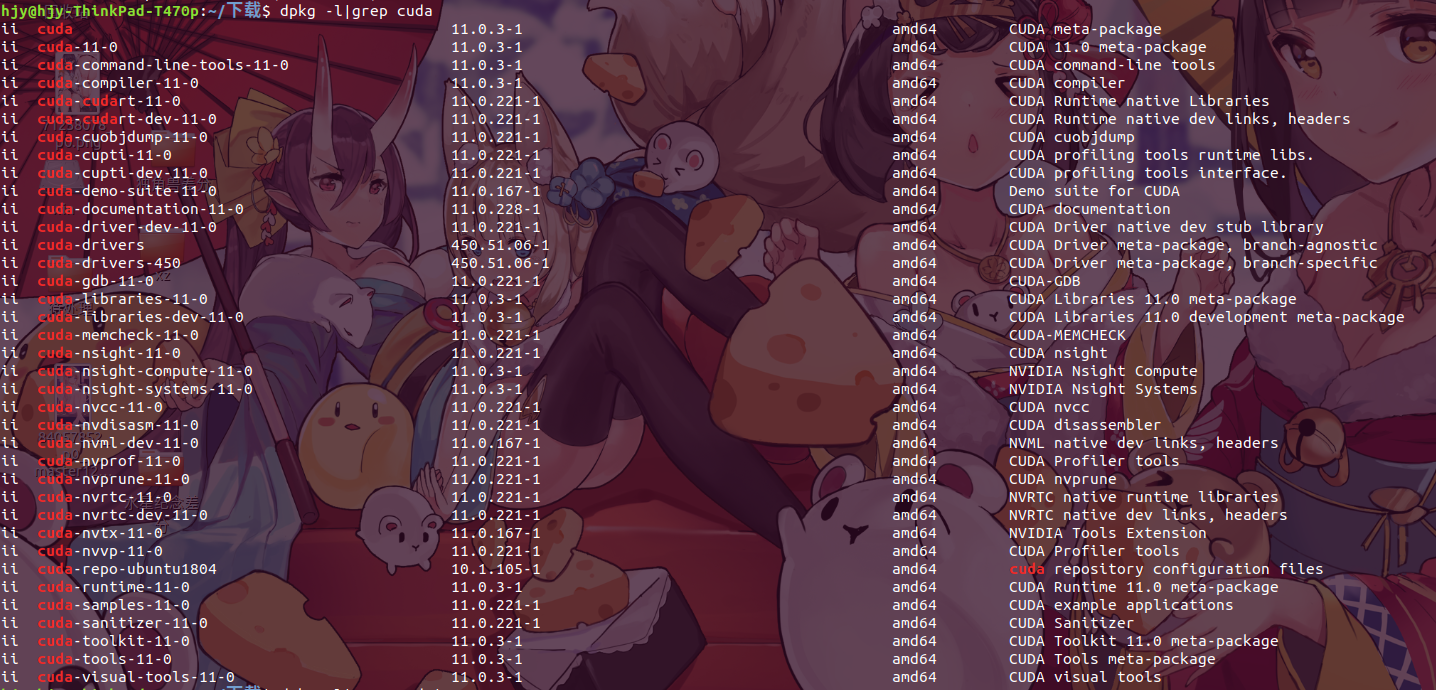 hjy@hjy-ThinkPad-T470p:~/下载$ dpkg -l|grep cuda
ii cuda 11.0.3-1 amd64 CUDA meta-package
ii cuda-11-0 11.0.3-1 amd64 CUDA 11.0 meta-package
ii cuda-command-line-tools-11-0 11.0.3-1 amd64 CUDA command-line tools
ii cuda-compiler-11-0 11.0.3-1 amd64 CUDA compiler
ii cuda-cudart-11-0 11.0.221-1 amd64 CUDA Runtime native Libraries
ii cuda-cudart-dev-11-0 11.0.221-1 amd64 CUDA Runtime native dev links, headers
ii cuda-cuobjdump-11-0 11.0.221-1 amd64 CUDA cuobjdump
ii cuda-cupti-11-0 11.0.221-1 amd64 CUDA profiling tools runtime libs.
ii cuda-cupti-dev-11-0 11.0.221-1 amd64 CUDA profiling tools interface.
ii cuda-demo-suite-11-0 11.0.167-1 amd64 Demo suite for CUDA
ii cuda-documentation-11-0 11.0.228-1 amd64 CUDA documentation
ii cuda-driver-dev-11-0 11.0.221-1 amd64 CUDA Driver native dev stub library
ii cuda-drivers 450.51.06-1 amd64 CUDA Driver meta-package, branch-agnostic
ii cuda-drivers-450 450.51.06-1 amd64 CUDA Driver meta-package, branch-specific
ii cuda-gdb-11-0 11.0.221-1 amd64 CUDA-GDB
ii cuda-libraries-11-0 11.0.3-1 amd64 CUDA Libraries 11.0 meta-package
ii cuda-libraries-dev-11-0 11.0.3-1 amd64 CUDA Libraries 11.0 development meta-package
ii cuda-memcheck-11-0 11.0.221-1 amd64 CUDA-MEMCHECK
ii cuda-nsight-11-0 11.0.221-1 amd64 CUDA nsight
ii cuda-nsight-compute-11-0 11.0.3-1 amd64 NVIDIA Nsight Compute
ii cuda-nsight-systems-11-0 11.0.3-1 amd64 NVIDIA Nsight Systems
ii cuda-nvcc-11-0 11.0.221-1 amd64 CUDA nvcc
ii cuda-nvdisasm-11-0 11.0.221-1 amd64 CUDA disassembler
ii cuda-nvml-dev-11-0 11.0.167-1 amd64 NVML native dev links, headers
ii cuda-nvprof-11-0 11.0.221-1 amd64 CUDA Profiler tools
ii cuda-nvprune-11-0 11.0.221-1 amd64 CUDA nvprune
ii cuda-nvrtc-11-0 11.0.221-1 amd64 NVRTC native runtime libraries
ii cuda-nvrtc-dev-11-0 11.0.221-1 amd64 NVRTC native dev links, headers
ii cuda-nvtx-11-0 11.0.167-1 amd64 NVIDIA Tools Extension
ii cuda-nvvp-11-0 11.0.221-1 amd64 CUDA Profiler tools
ii cuda-repo-ubuntu1804 10.1.105-1 amd64 cuda repository configuration files
ii cuda-runtime-11-0 11.0.3-1 amd64 CUDA Runtime 11.0 meta-package
ii cuda-samples-11-0 11.0.221-1 amd64 CUDA example applications
ii cuda-sanitizer-11-0 11.0.221-1 amd64 CUDA Sanitizer
ii cuda-toolkit-11-0 11.0.3-1 amd64 CUDA Toolkit 11.0 meta-package
ii cuda-tools-11-0 11.0.3-1 amd64 CUDA Tools meta-package
ii cuda-visual-tools-11-0 11.0.3-1 amd64 CUDA visual tools